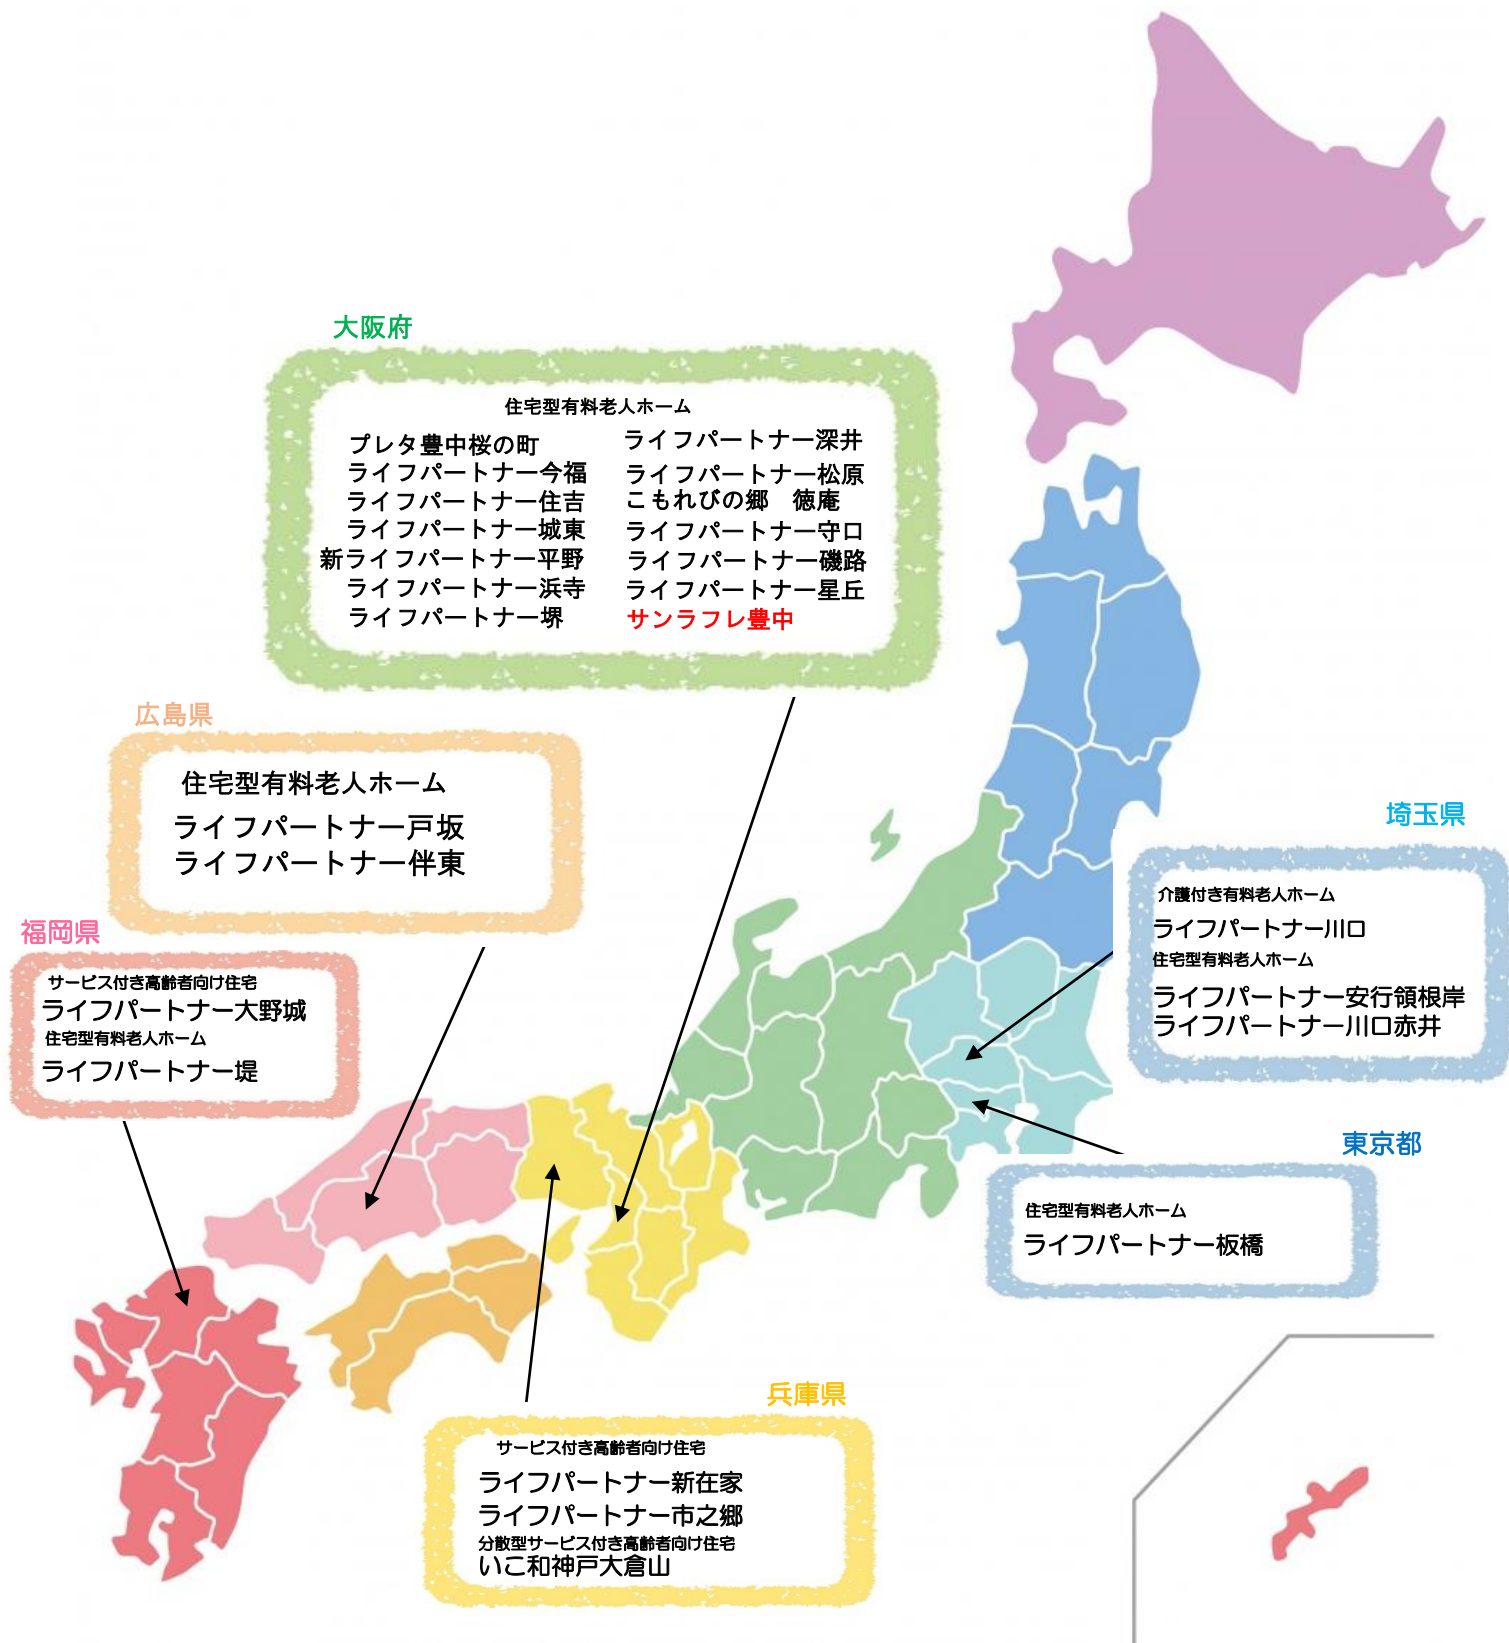 大阪府
住宅型有料老人ホーム
プレタ豊中桜の町
ライフパートナー今福
ライフパートナー住吉
ライフパートナー城東
新ライフパートナー平野
ライフパートナー浜寺
ライフパートナー堺
ライフパートナー深井
ライフパートナー松原
こもれびの郷　徳庵
ライフパートナー守口
ライフパートナー磯路
ライフパートナー星丘
サンラフレ豊中
広島県
住宅型有料老人ホーム
ライフパートナー戸坂
ライフパートナー伴東
福岡県
サービス付き高齢者向け住宅
ライフパートナー大野城
住宅型有料老人ホーム
ライフパートナー堤
埼玉県
介護付き有料老人ホーム
ライフパートナー川口
住宅型有料老人ホーム
ライフパートナー安行領根岸
ライフパートナー川口赤井
東京都
住宅型有料老人ホーム
ライフパートナー板橋
兵庫県
サービス付き高齢者向け住宅
ライフパートナー新在家
ライフパートナー市之郷
分散型サービス付き高齢者向け住宅
いこ和神戸大倉山